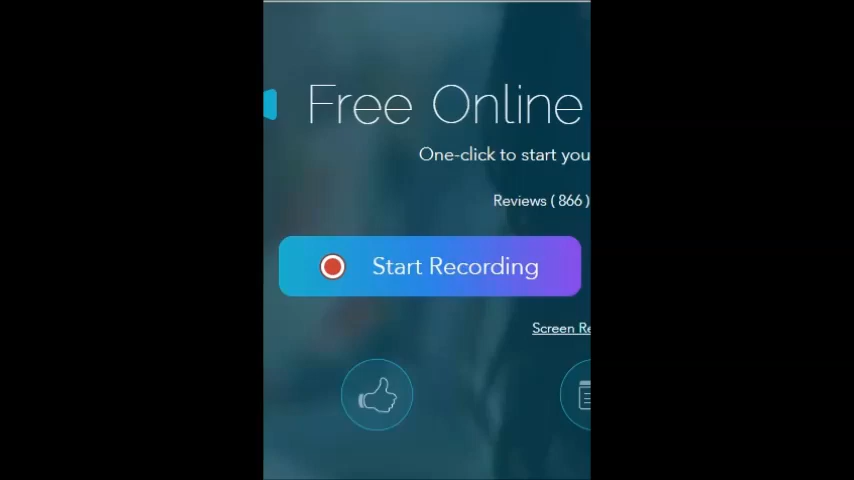 Free Online
One-click to start you
Reviews ( 866 )
Start Recording
Screen Re